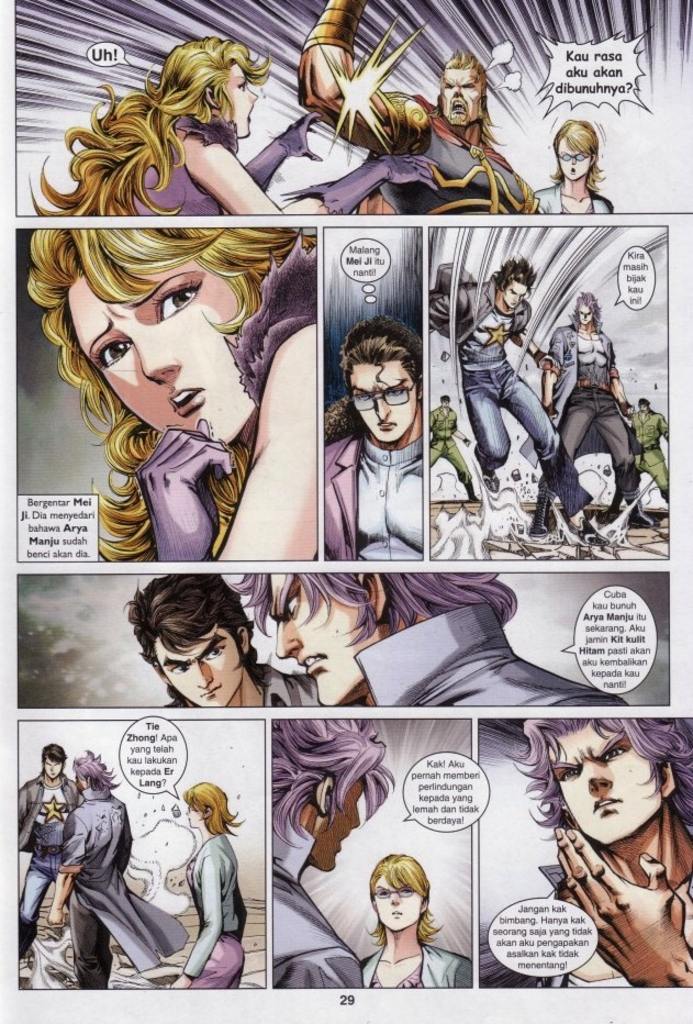 Uh!
Kau rasa
aku akan
dibunuhnya?
Bergentar Mei
Ji. Dia menyedari
bahawa Arya
Manju sudah
benci akan dia.
Malang
Mei Ji itu
nanti!
Kira
masih
bijak
kau
ini!
Cuba
kau bunuh
Arya Manju itu
sekarang. Aku
jamin Kit kulit
Hitam pasti akan
aku kembalikan
kepada kau
nanti!
Tie
Zhong! Apa
yang telah
kau lakukan
kepada Er
Lang?
Kak! Aku
pernah memberi
perlindungan
kepada yang
lemah dan tidak
berdaya!
Jangan kak
bimbang. Hanya kak
seorang saja yang tidak
akan aku pengapakan
asalkan kak tidak
menentang!
29